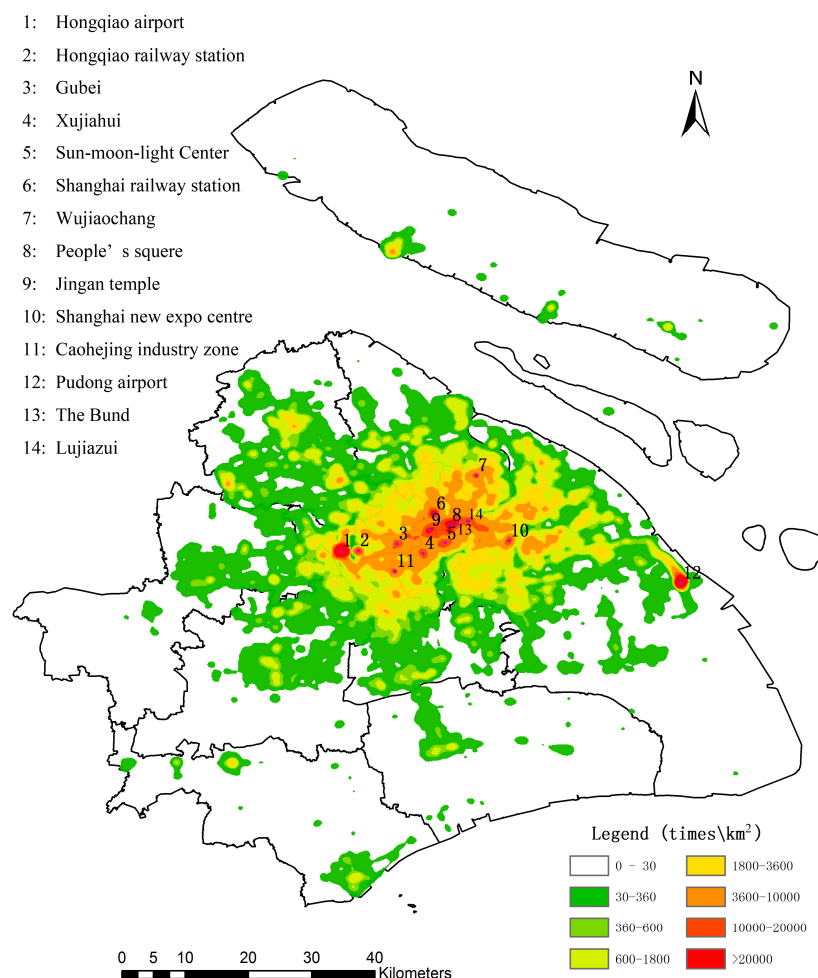 1: Hongqiao airport
2: Hongqiao railway station
3: Gubei
4: Xujiahui
5: Sun-moon-light Center
6: Shanghai railway station
7: Wujiaochang
8: People’ s squere
9: Jingan temple
10: Shanghai new expo centre
11: Caohejing industry zone
12: Pudong airport
13: The Bund
14: Lujiazui
N
7
6
8 14
9 13
10
1 2 3 4 5
11
12
Legend (times\km²)
0 - 30
30-360
360-600
600-1800
1800-3600
3600-10000
10000-20000
>20000
0 5 10 20 30 40
Kilometers